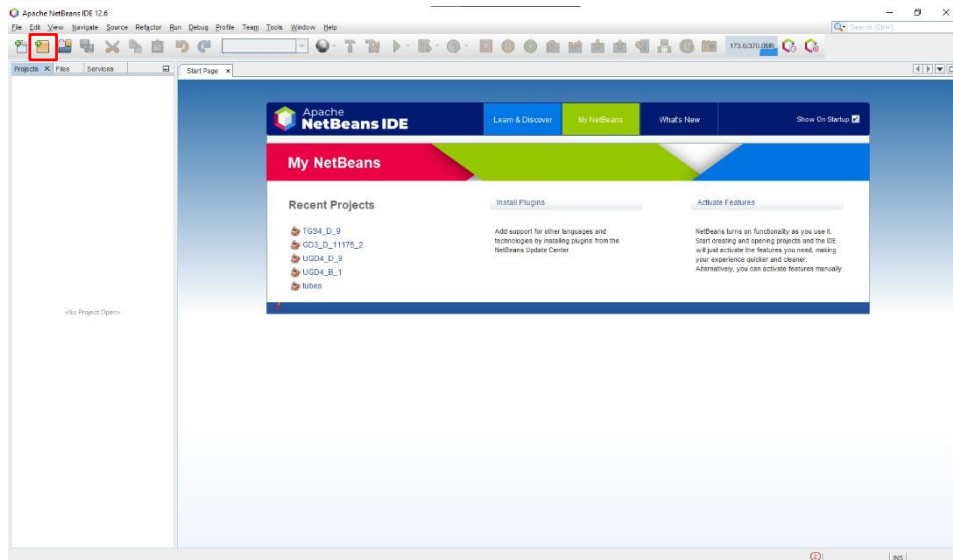 Apache NetBeans IDE 12.6
File Edit View Navigate Source Refactor Run Debug Profile Team Tools Window Help
Search (Ctrl+I)
173.6/370.0MB
Projects Files Services
Start Page
Apache
NetBeans IDE
Learn & Discover My NetBeans What's New Show On Startup
My NetBeans
Recent Projects
TGS4_D_9
GD3_D_11175_2
UGD4_D_9
UGD4_B_1
tubes
Install Plugins
Add support for other languages and
technologies by installing plugins from the
NetBeans Update Center.
Activate Features
NetBeans turns on functionality as you use it.
Start creating and opening projects and the IDE
will just activate the features you need, making
your experience quicker and cleaner.
Alternatively, you can activate features manually.
<No Project Open>
2 INS